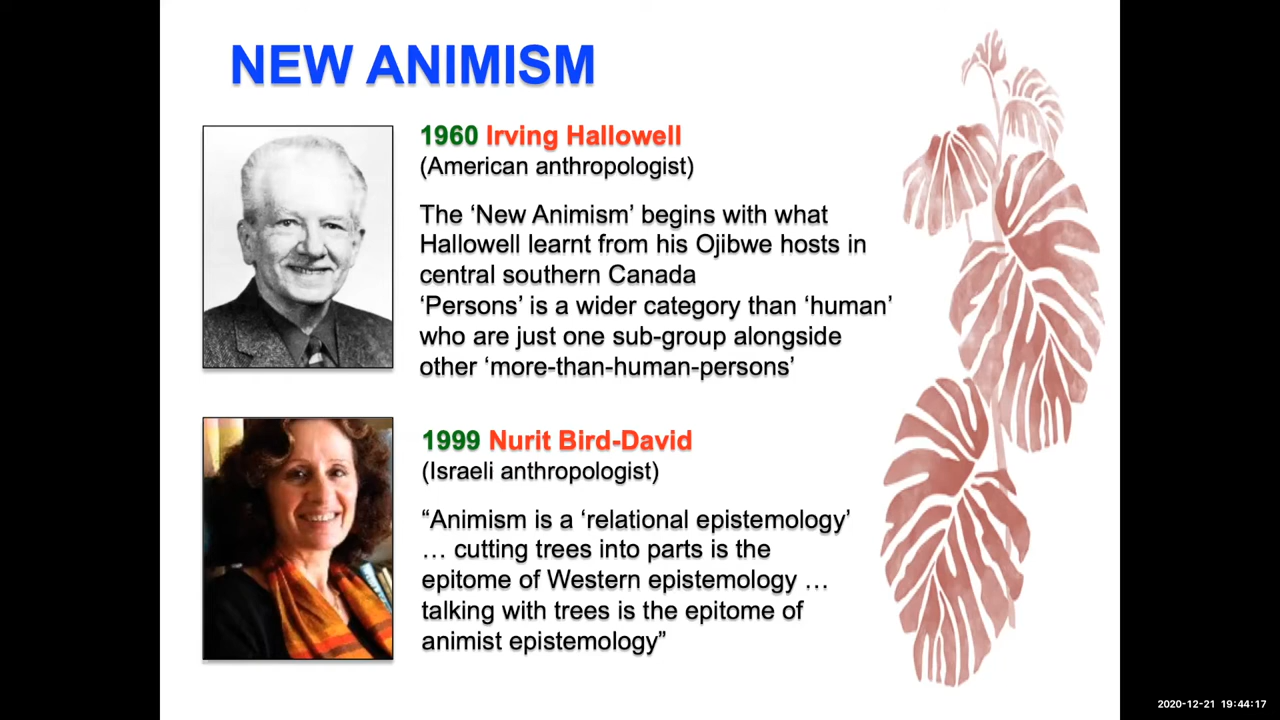 NEW ANIMISM
1960 Irving Hallowell
(American anthropologist)
The ‘New Animism’ begins with what
Hallowell learnt from his Ojibwe hosts in
central southern Canada
‘Persons’ is a wider category than ‘human’
who are just one sub-group alongside
other ‘more-than-human-persons’
1999 Nurit Bird-David
(Israeli anthropologist)
“Animism is a ‘relational epistemology’
… cutting trees into parts is the
epitome of Western epistemology …
talking with trees is the epitome of
animist epistemology”
2020-12-21 19:44:17